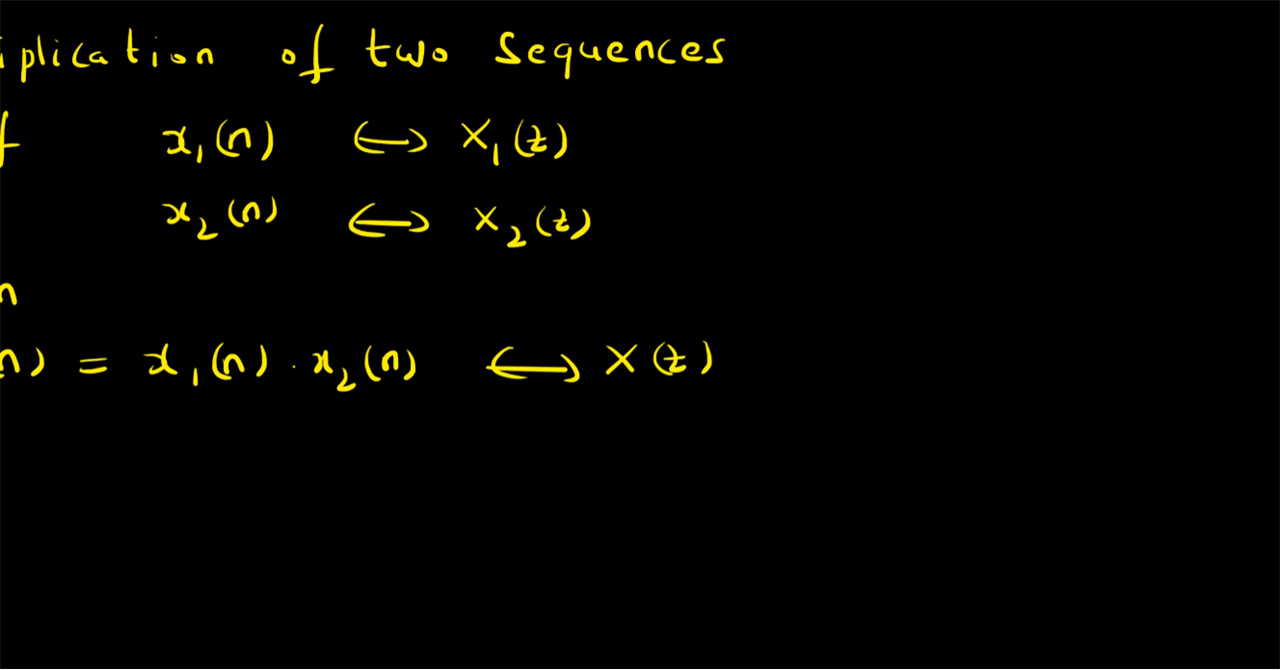 iplication of two sequences
f x₁(n) ⟺ X₁(z)
x₂(n) ⟺ X₂(z)
n
n) = x₁(n) . x₂(n) ⟺ X(z)